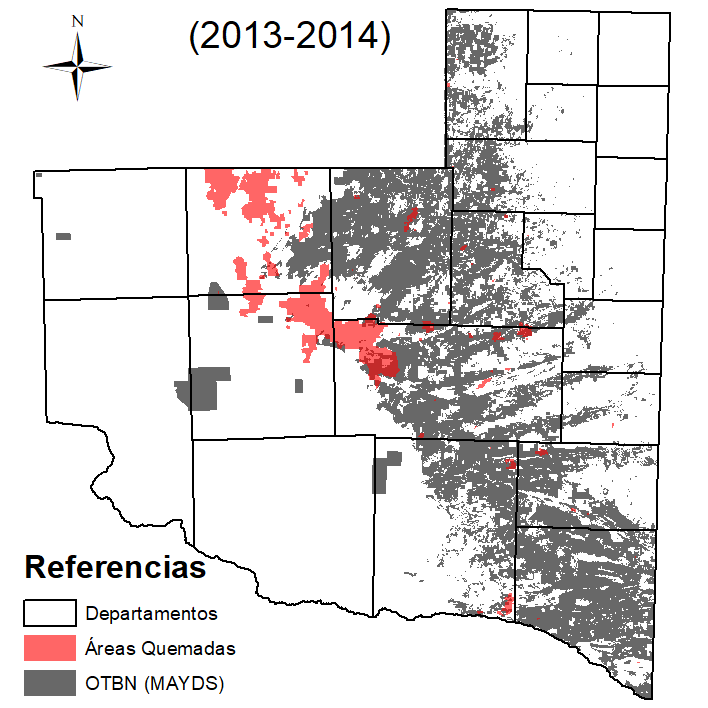 N
(2013-2014)
Referencias
Departamentos
Áreas Quemadas
OTBN (MAYDS)